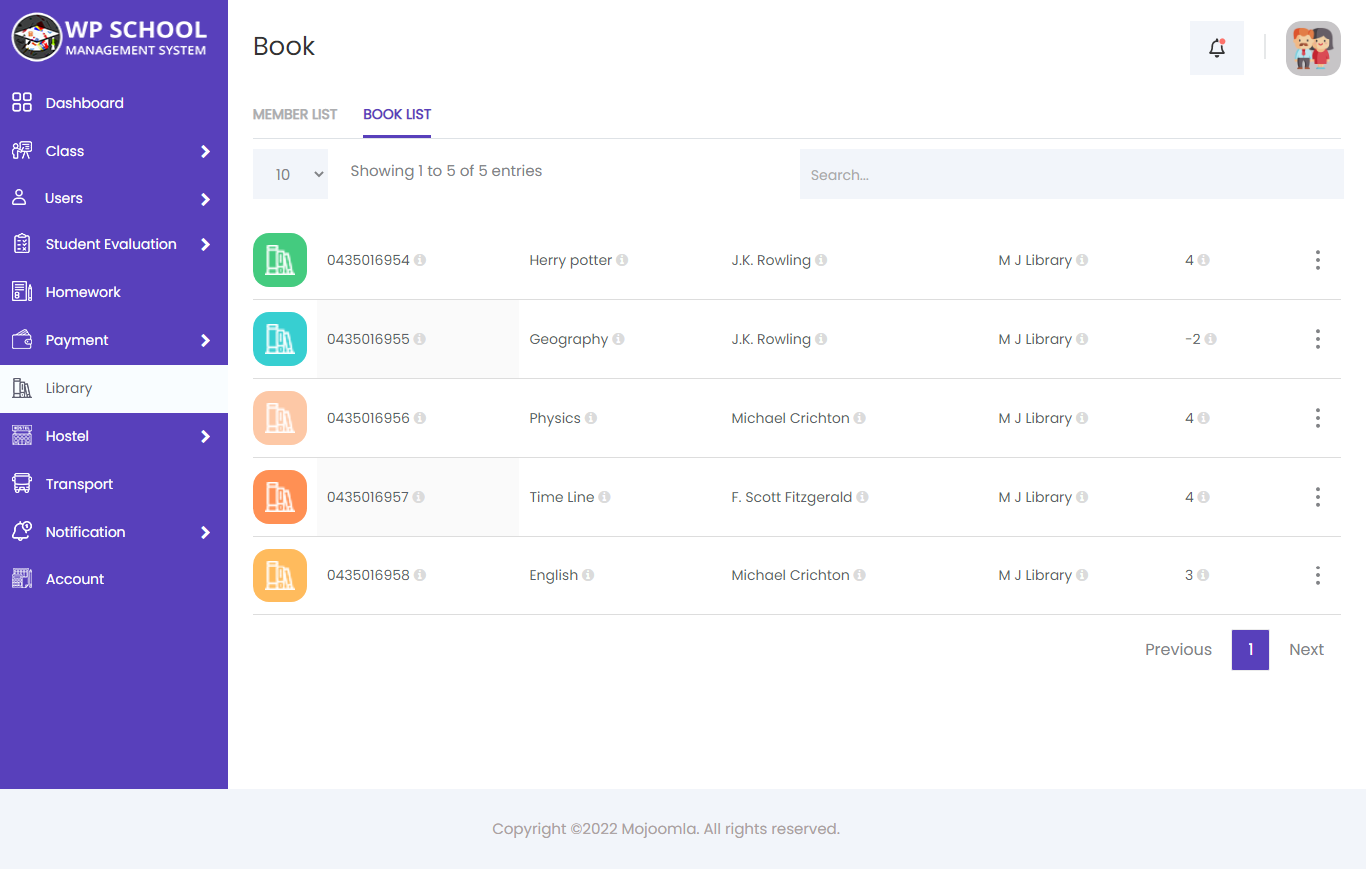 WP SCHOOL
MANAGEMENT SYSTEM
Dashboard
Class
Users
Student Evaluation
Homework
Payment
Library
Hostel
Transport
Notification
Account
Book
MEMBER LIST BOOK LIST
10 Showing 1 to 5 of 5 entries Search...
0435016954 Herry potter J.K. Rowling M J Library 4
0435016955 Geography J.K. Rowling M J Library -2
0435016956 Physics Michael Crichton M J Library 4
0435016957 Time Line F. Scott Fitzgerald M J Library 4
0435016958 English Michael Crichton M J Library 3
Previous 1 Next
Copyright ©2022 Mojoomla. All rights reserved.